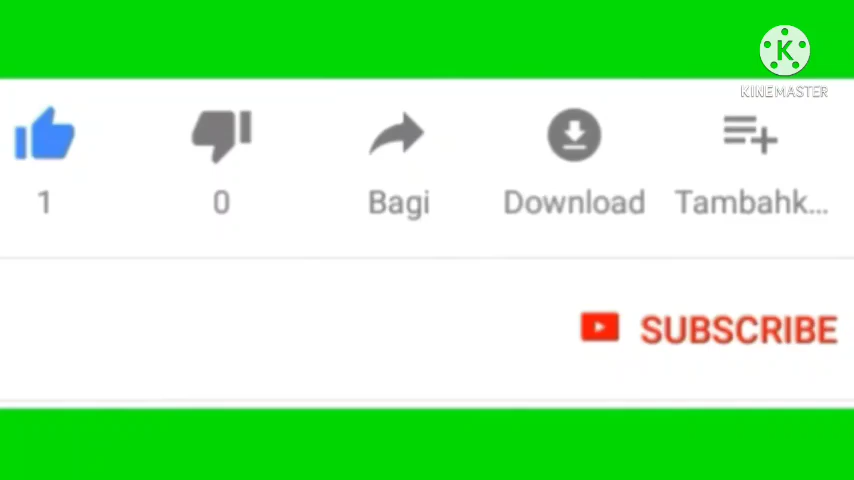 K
KINEMASTER
1
0
Bagi
Download
Tambahk...
SUBSCRIBE